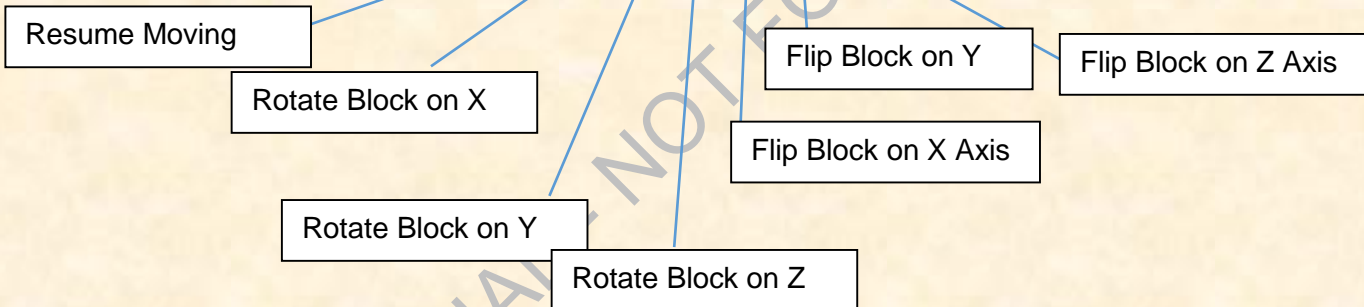 Resume Moving
Flip Block on Y
Flip Block on Z Axis
Rotate Block on X
Flip Block on X Axis
Rotate Block on Y
Rotate Block on Z